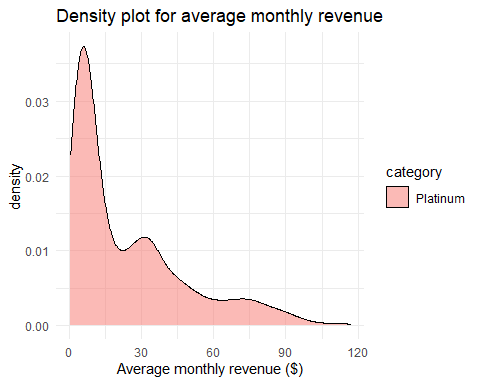 Density plot for average monthly revenue
density
0.03
0.02
0.01
0.00
0
30
60
90
120
Average monthly revenue ($)
category
Platinum